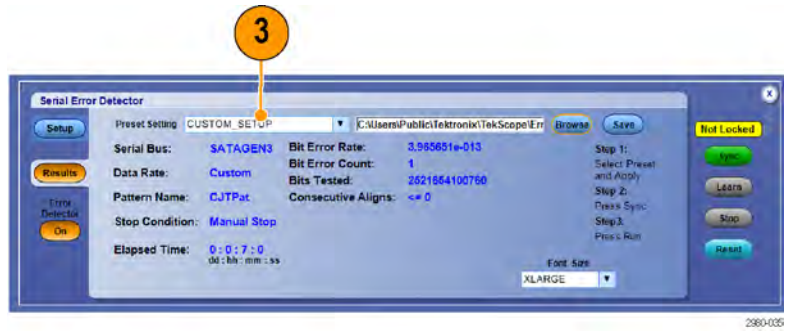 3
Serial Error Detector
x
Setup
Preset Setting
CUSTOM_SETUP
C:\Users\Public\Tektronix\TekScope\Err
Browse
Save
Not Locked
Serial Bus: SATAGEN3
Bit Error Rate: 3.965651e-013
Step 1:
Select Preset
and Apply
Sync
Bit Error Count: 1
Results
Data Rate: Custom
Bits Tested: 2521654100760
Step 2:
Press Sync
Learn
Pattern Name: CJTPat
Consecutive Aligns: <= 0
Error
Detector
On
Stop Condition: Manual Stop
Step3:
Press Run
Stop
Elapsed Time: 0 : 0 : 7 : 0
dd : hh : mm : ss
Reset
Font Size
XLARGE
2980-035